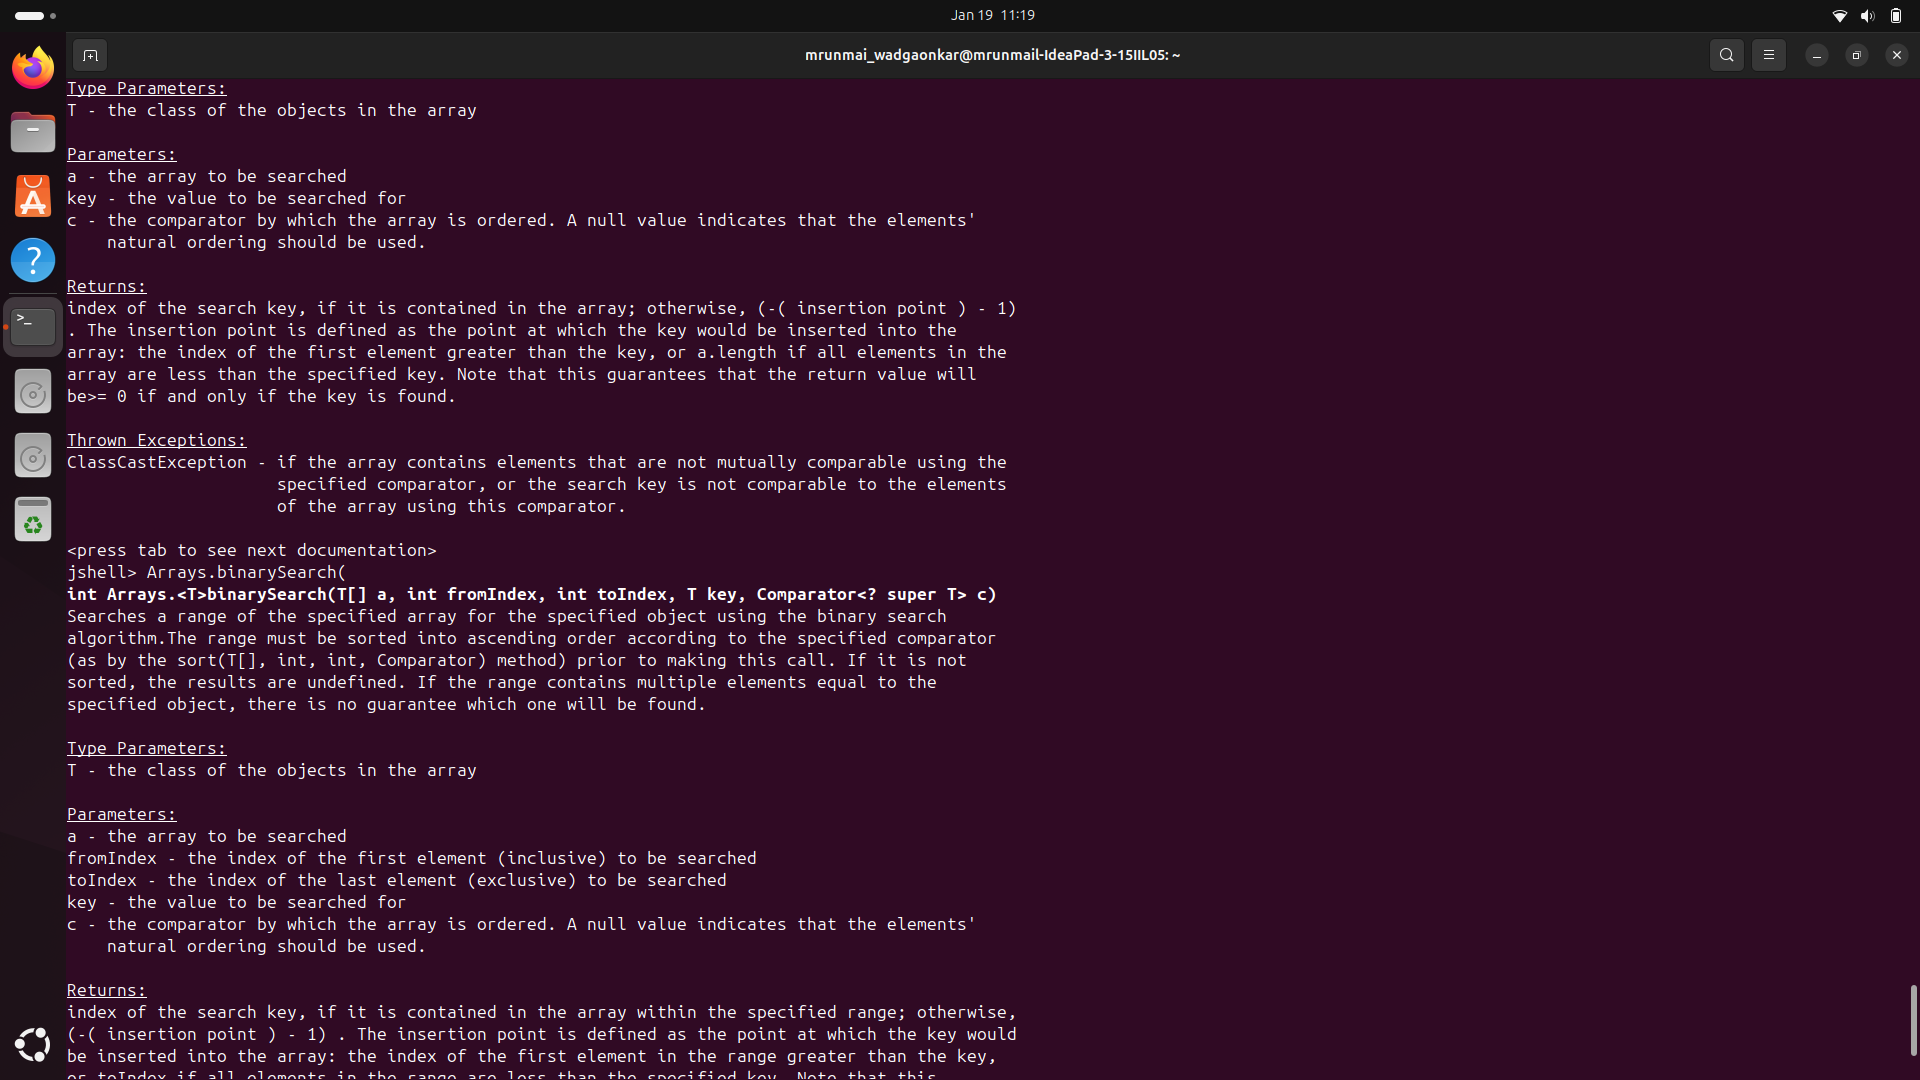 Jan 19 11:19
mrunmai_wadgaonkar@mrunmail-IdeaPad-3-15IIL05: ~
Type Parameters:
T - the class of the objects in the array
Parameters:
a - the array to be searched
key - the value to be searched for
c - the comparator by which the array is ordered. A null value indicates that the elements'
natural ordering should be used.
Returns:
index of the search key, if it is contained in the array; otherwise, (-( insertion point ) - 1)
. The insertion point is defined as the point at which the key would be inserted into the
array: the index of the first element greater than the key, or a.length if all elements in the
array are less than the specified key. Note that this guarantees that the return value will
be>= 0 if and only if the key is found.
Thrown Exceptions:
ClassCastException - if the array contains elements that are not mutually comparable using the
specified comparator, or the search key is not comparable to the elements
of the array using this comparator.
<press tab to see next documentation>
jshell> Arrays.binarySearch(
int Arrays.<T>binarySearch(T[] a, int fromIndex, int toIndex, T key, Comparator<? super T> c)
Searches a range of the specified array for the specified object using the binary search
algorithm.The range must be sorted into ascending order according to the specified comparator
(as by the sort(T[], int, int, Comparator) method) prior to making this call. If it is not
sorted, the results are undefined. If the range contains multiple elements equal to the
specified object, there is no guarantee which one will be found.
Type Parameters:
T - the class of the objects in the array
Parameters:
a - the array to be searched
fromIndex - the index of the first element (inclusive) to be searched
toIndex - the index of the last element (exclusive) to be searched
key - the value to be searched for
c - the comparator by which the array is ordered. A null value indicates that the elements'
natural ordering should be used.
Returns:
index of the search key, if it is contained in the array within the specified range; otherwise,
(-( insertion point ) - 1) . The insertion point is defined as the point at which the key would
be inserted into the array: the index of the first element in the range greater than the key,
or toIndex if all elements in the range are less than the specified key. Note that this